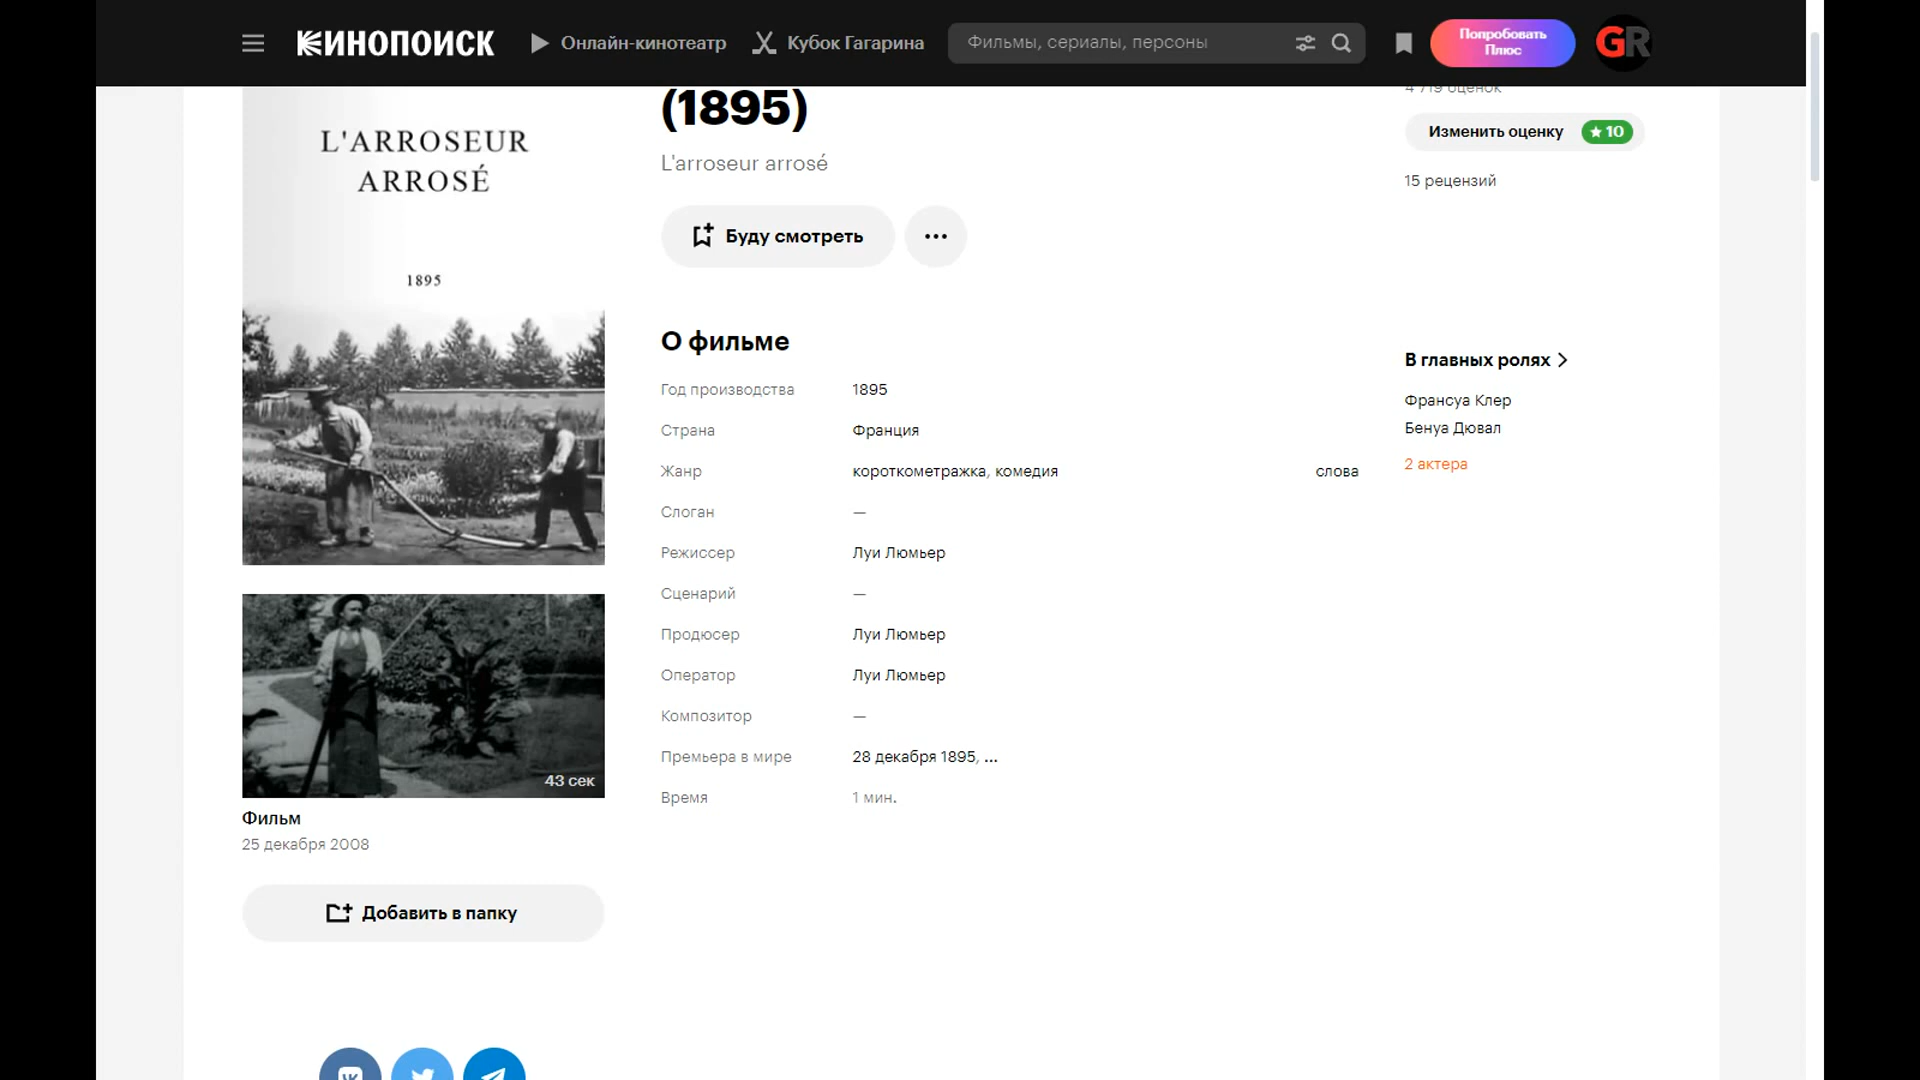 КИНОПОИСК
Онлайн-кинотеатр
Кубок Гагарина
Фильмы, сериалы, персоны
Попробовать
Плюс
GR
(1895)
L'arroseur arrosé
Буду смотреть
L'ARROSEUR
ARROSÉ
1895
43 сек
Фильм
25 декабря 2008
Добавить в папку
О фильме
Год производства 1895
Страна Франция
Жанр короткометражка, комедия слова
Слоган —
Режиссер Луи Люмьер
Сценарий —
Продюсер Луи Люмьер
Оператор Луи Люмьер
Композитор —
Премьера в мире 28 декабря 1895, ...
Время 1 мин.
4 719 оценок
Изменить оценку 10
15 рецензий
В главных ролях
Франсуа Клер
Бенуа Дювал
2 актера